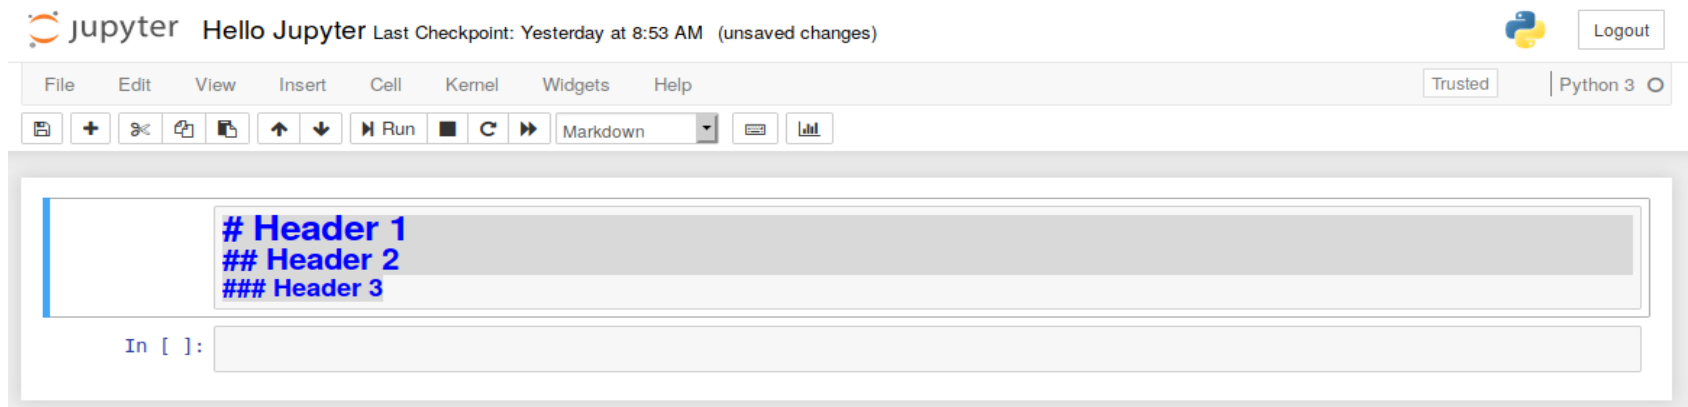 jupyter Hello Jupyter Last Checkpoint: Yesterday at 8:53 AM (unsaved changes) Logout
File Edit View Insert Cell Kernel Widgets Help Trusted Python 3
Run Markdown
# Header 1
## Header 2
### Header 3
In [ ]: